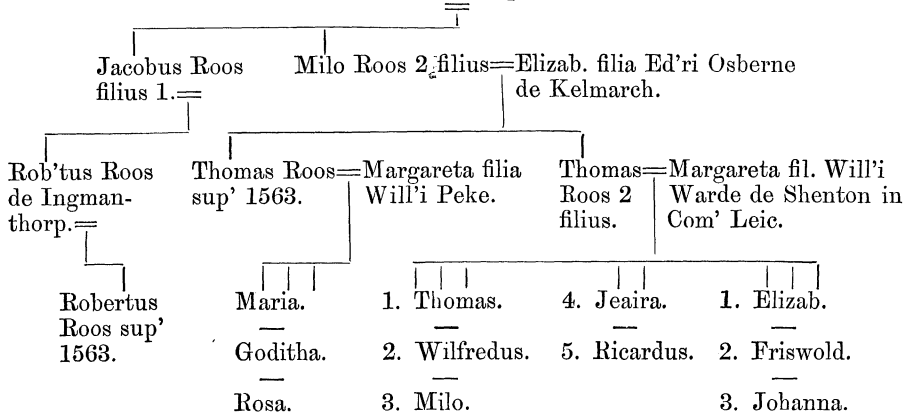 Jacobus Roos
filius 1.=
Milo Roos 2 filius=Elizab. filia Ed'ri Osberne
de Kelmarch.
Rob'tus Roos
de Ingman-
thorp.=
Thomas Roos=Margareta filia
sup' 1563. Will'i Peke.
Thomas=Margareta fil. Will'i
Roos 2 Warde de Shenton in
filius. Com' Leic.
Robertus
Roos sup'
1563.
Maria.
Goditha.
Rosa.
1. Thomas.
2. Wilfredus.
3. Milo.
4. Jeaira.
5. Ricardus.
1. Elizab.
2. Friswold.
3. Johanna.